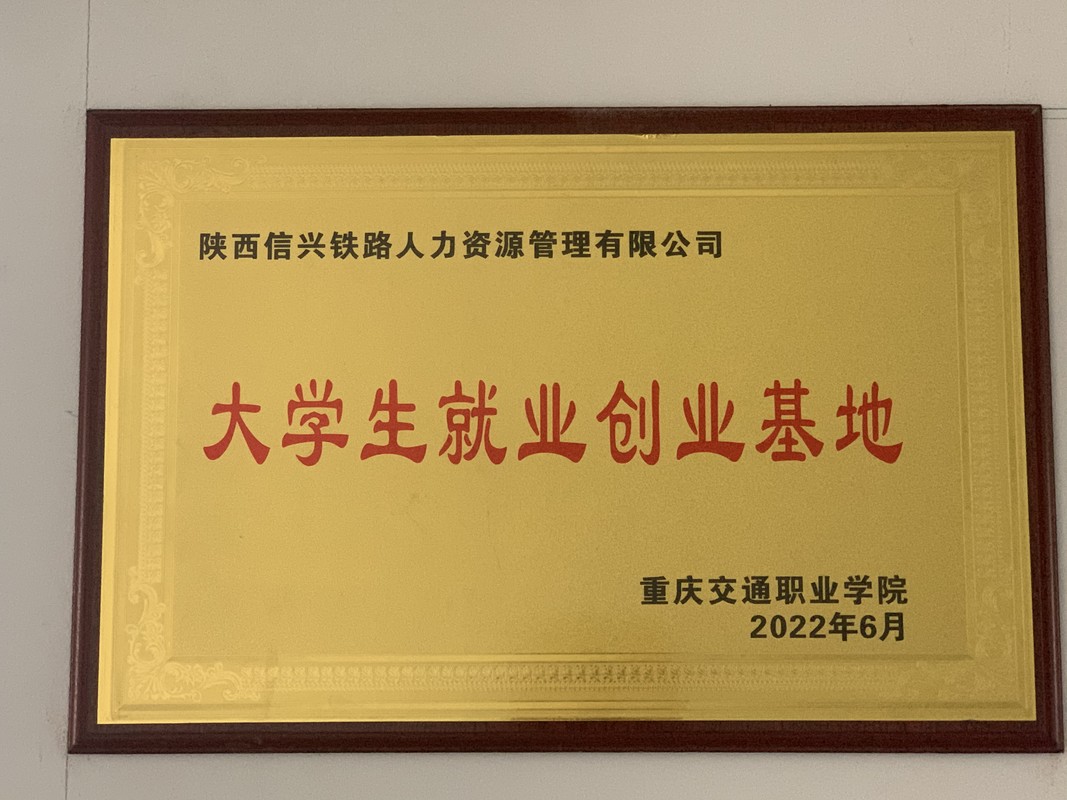 陕西信兴铁路人力资源管理有限公司
大学生就业创业基地
重庆交通职业学院
2022年6月